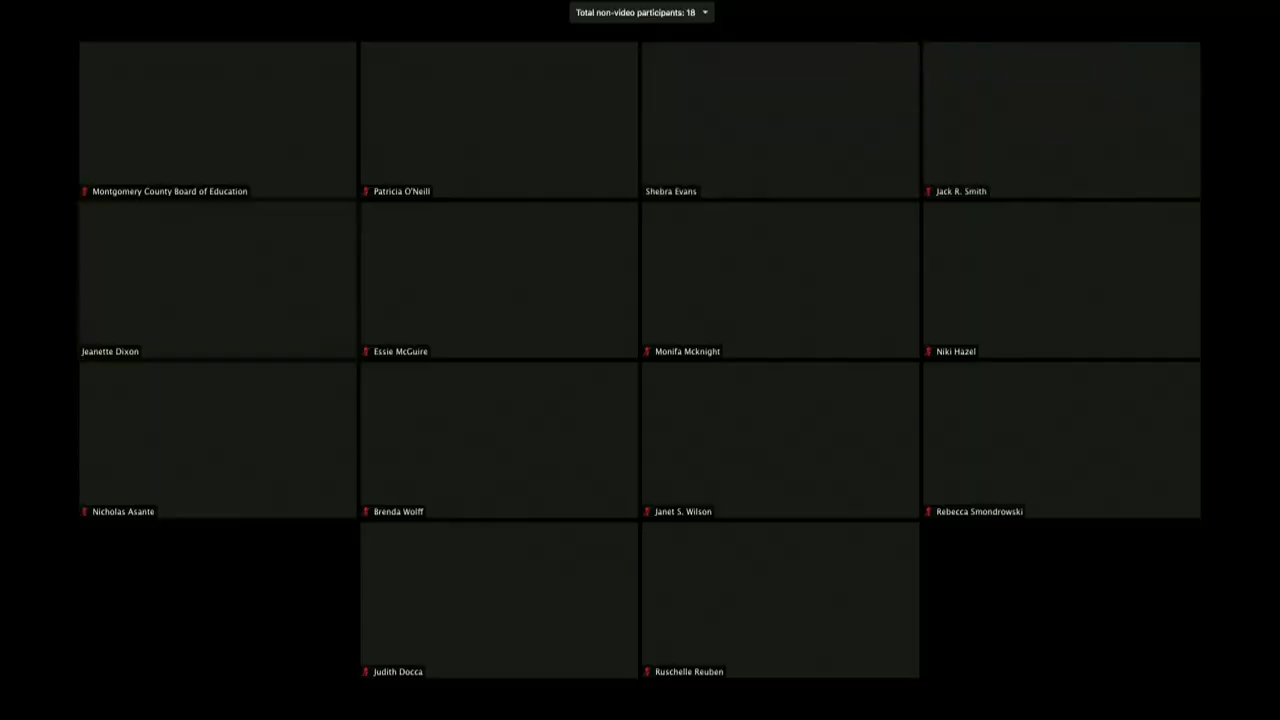 Total non-video participants: 18
Montgomery County Board of Education
Patricia O'Neill
Shebra Evans
Jack R. Smith
Jeanette Dixon
Essie McGuire
Monifa Mcknight
Niki Hazel
Nicholas Asante
Brenda Wolff
Janet S. Wilson
Rebecca Smondrowski
Judith Docca
Ruschelle Reuben